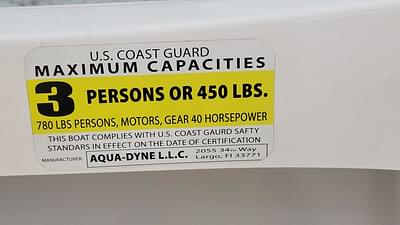 U.S. COAST GUARD
MAXIMUM CAPACITIES
3 PERSONS OR 450 LBS.
780 LBS PERSONS, MOTORS, GEAR 40 HORSEPOWER
THIS BOAT COMPLIES WITH U.S. COAST GAURD SAFTY
STANDARS IN EFFECT ON THE DATE OF CERTIFICATION
MANUFACTURER: AQUA-DYNE L.L.C. 2055 34TH Way
Largo, Fl 33771